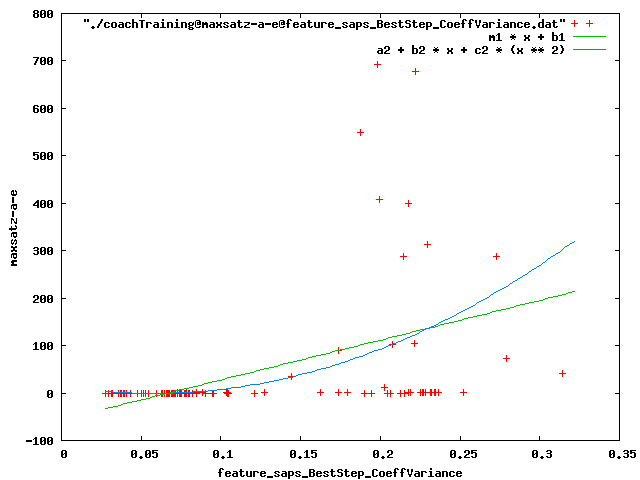 "./coachTraining@maxsatz-a-e@feature_saps_BestStep_CoeffVariance.dat"
m1 * x + b1
a2 + b2 * x + c2 * (x ** 2)
800
700
600
500
400
300
200
100
0
-100
maxsatz-a-e
0 0.05 0.1 0.15 0.2 0.25 0.3 0.35
feature_saps_BestStep_CoeffVariance